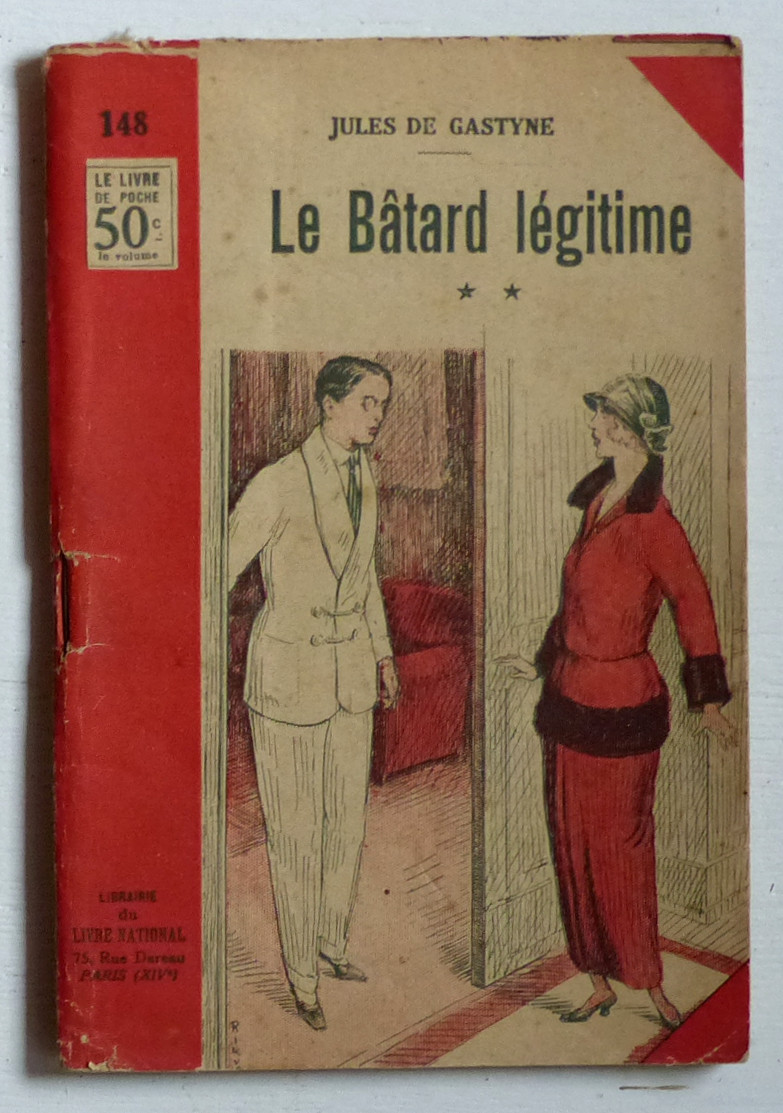 148
LE LIVRE
DE POCHE
50 c.
le volume
JULES DE GASTYNE
Le Bâtard légitime
★ ★
LIBRAIRIE
du
LIVRE NATIONAL
75, Rue Dareau
PARIS (XIVᵉ)